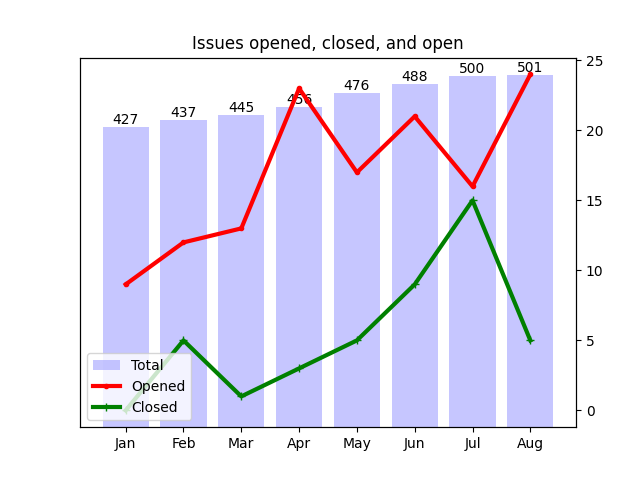 Issues opened, closed, and open
427 437 445 456 476 488 500 501
25
20
15
10
5
0
Total
Opened
Closed
Jan Feb Mar Apr May Jun Jul Aug